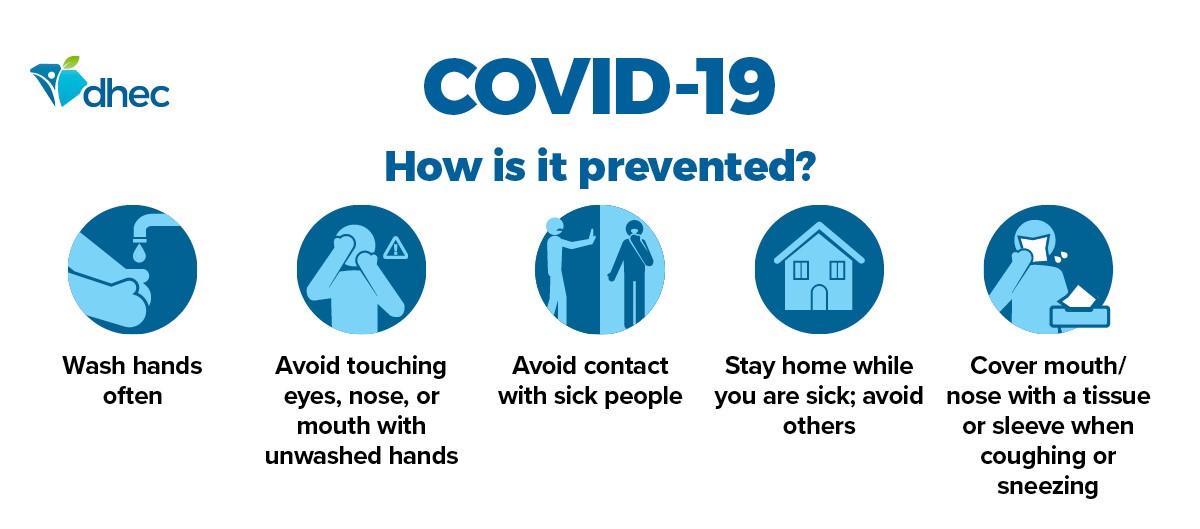 dhec
COVID-19
How is it prevented?
Wash hands
often
Avoid touching
eyes, nose, or
mouth with
unwashed hands
Avoid contact
with sick people
Stay home while
you are sick; avoid
others
Cover mouth/
nose with a tissue
or sleeve when
coughing or
sneezing